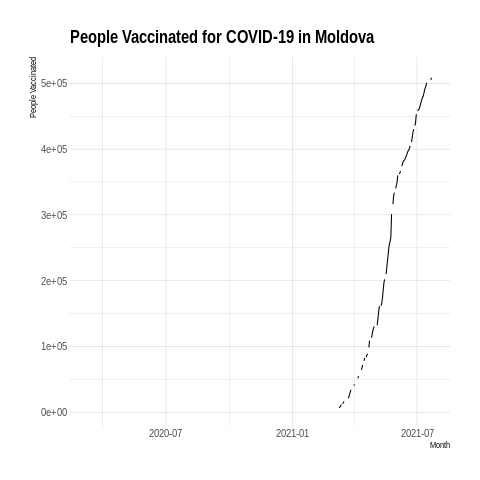 People Vaccinated for COVID-19 in Moldova
People Vaccinated
5e+05
4e+05
3e+05
2e+05
1e+05
0e+00
2020-07 2021-01 2021-07
Month